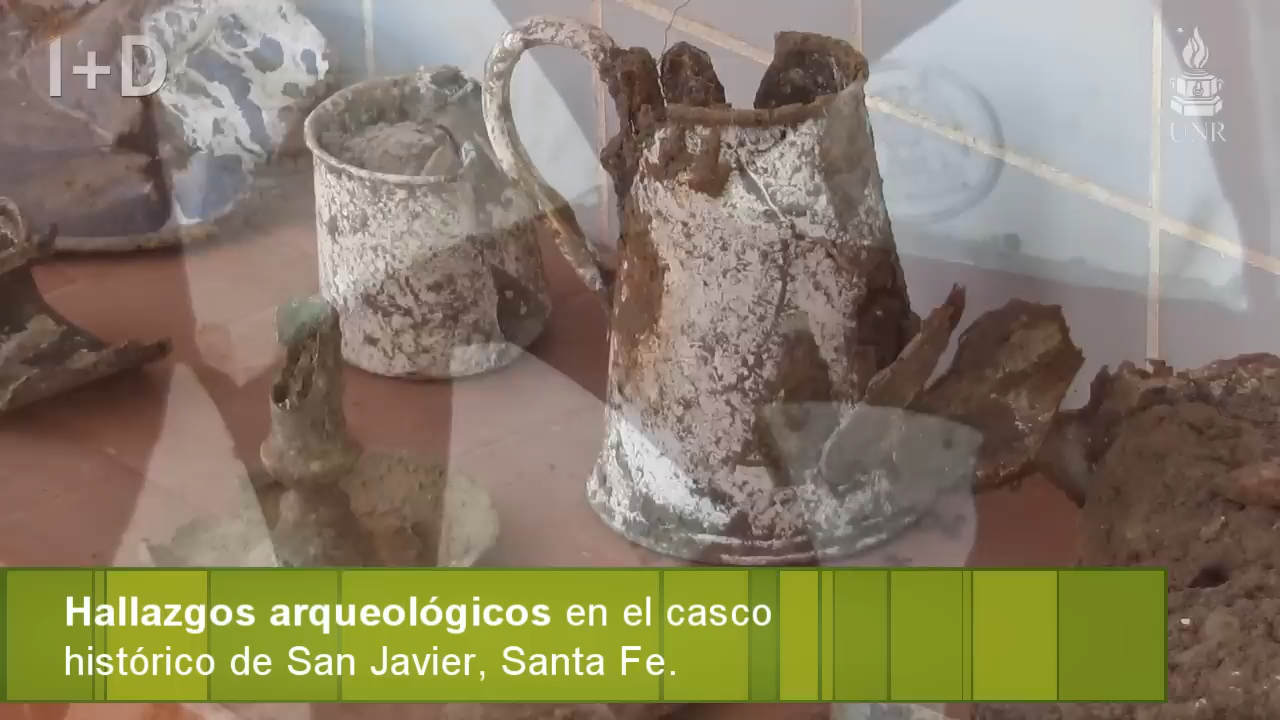 I+D
UNR
Hallazgos arqueológicos en el casco
histórico de San Javier, Santa Fe.